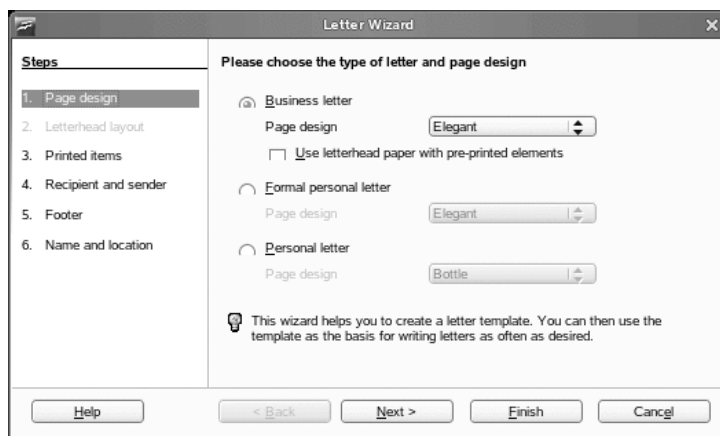 Letter Wizard
Steps
1. Page design
2. Letterhead layout
3. Printed items
4. Recipient and sender
5. Footer
6. Name and location
Please choose the type of letter and page design
Business letter
Page design Elegant
Use letterhead paper with pre-printed elements
Formal personal letter
Page design Elegant
Personal letter
Page design Bottle
This wizard helps you to create a letter template. You can then use the
template as the basis for writing letters as often as desired.
Help < Back Next > Finish Cancel